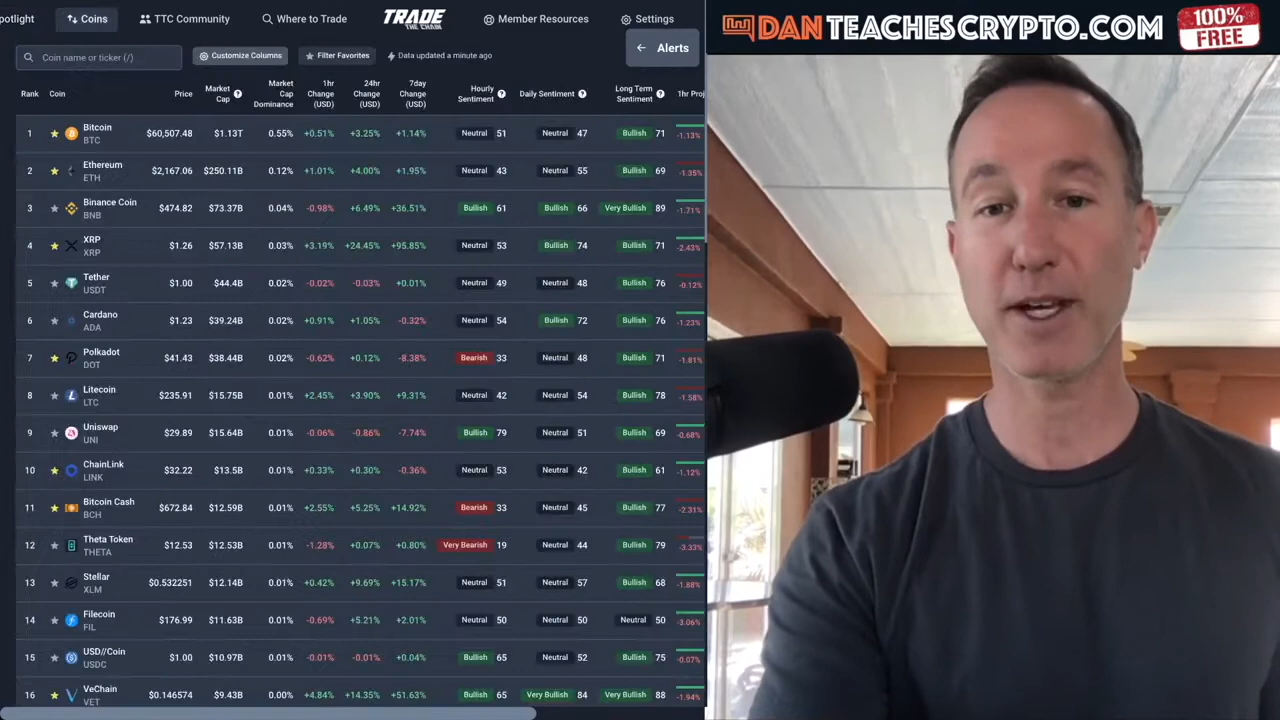 potlight Coins TTC Community Where to Trade TRADE THE CHAIN Member Resources Settings
DANTEACHESCRYPTO.COM 100% FREE
Coin name or ticker (/) Customize Columns Filter Favorites Data updated a minute ago Alerts
Rank Coin Price Market Cap Market Cap Dominance 1hr Change (USD) 24hr Change (USD) 7day Change (USD) Hourly Sentiment Daily Sentiment Long Term Sentiment 1hr Proj
1 Bitcoin BTC $60,507.48 $1.13T 0.55% +0.51% +3.25% +1.14% Neutral 51 Neutral 47 Bullish 71 -1.13%
2 Ethereum ETH $2,167.06 $250.11B 0.12% +1.01% +4.00% +1.95% Neutral 43 Neutral 55 Bullish 69 -1.35%
3 Binance Coin BNB $474.82 $73.37B 0.04% -0.98% +6.49% +36.51% Bullish 61 Bullish 66 Very Bullish 89 -1.71%
4 XRP XRP $1.26 $57.13B 0.03% +3.19% +24.45% +95.85% Neutral 53 Bullish 74 Bullish 71 -2.43%
5 Tether USDT $1.00 $44.4B 0.02% -0.02% -0.03% +0.01% Neutral 49 Neutral 48 Bullish 76 -0.12%
6 Cardano ADA $1.23 $39.24B 0.02% +0.91% +1.05% -0.32% Neutral 54 Bullish 72 Bullish 76 -1.23%
7 Polkadot DOT $41.43 $38.44B 0.02% -0.62% +0.12% -8.38% Bearish 33 Neutral 48 Bullish 71 -1.81%
8 Litecoin LTC $235.91 $15.75B 0.01% +2.45% +3.90% +9.31% Neutral 42 Neutral 54 Bullish 78 -1.58%
9 Uniswap UNI $29.89 $15.64B 0.01% -0.06% -0.86% -7.74% Bullish 79 Neutral 51 Bullish 69 -0.68%
10 ChainLink LINK $32.22 $13.5B 0.01% +0.33% +0.30% -0.36% Neutral 53 Neutral 42 Bullish 61 -1.12%
11 Bitcoin Cash BCH $672.84 $12.59B 0.01% +2.55% +5.25% +14.92% Bearish 33 Neutral 45 Bullish 77 -2.31%
12 Theta Token THETA $12.53 $12.53B 0.01% -1.28% +0.07% +0.80% Very Bearish 19 Neutral 44 Bullish 79 -3.33%
13 Stellar XLM $0.532251 $12.14B 0.01% +0.42% +9.69% +15.17% Neutral 51 Neutral 57 Bullish 68 -1.88%
14 Filecoin FIL $176.99 $11.63B 0.01% -0.69% +5.21% +2.01% Neutral 50 Neutral 50 Neutral 50 -3.06%
15 USD//Coin USDC $1.00 $10.97B 0.01% -0.01% -0.01% +0.04% Bullish 65 Neutral 52 Bullish 75 -0.07%
16 VeChain VET $0.146574 $9.43B 0.00% +4.84% +14.35% +51.63% Bullish 65 Very Bullish 84 Very Bullish 88 -1.94%